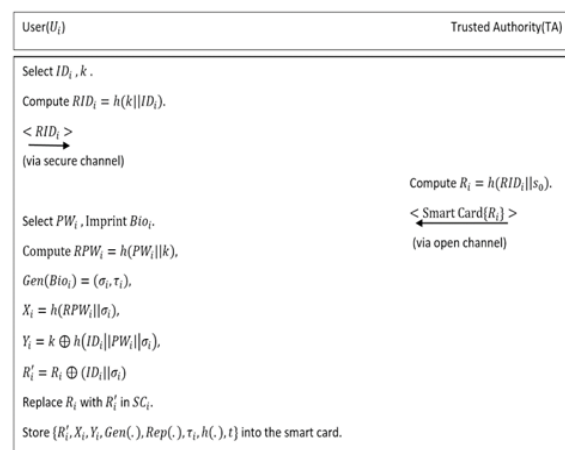 User(U_i) Trusted Authority(TA)
Select ID_i , k .
Compute RID_i = h(k||ID_i).
< RID_i >
(via secure channel)
Compute R_i = h(RID_i||s_0).
< Smart Card{R_i} >
(via open channel)
Select PW_i , Imprint Bio_i.
Compute RPW_i = h(PW_i||k),
Gen(Bio_i) = (σ_i, τ_i),
X_i = h(RPW_i||σ_i),
Y_i = k ⊕ h(ID_i||PW_i||σ_i),
R_i′ = R_i ⊕ (ID_i||σ_i)
Replace R_i with R_i′ in SC_i.
Store {R_i′, X_i, Y_i, Gen(.), Rep(.), τ_i, h(.), t} into the smart card.